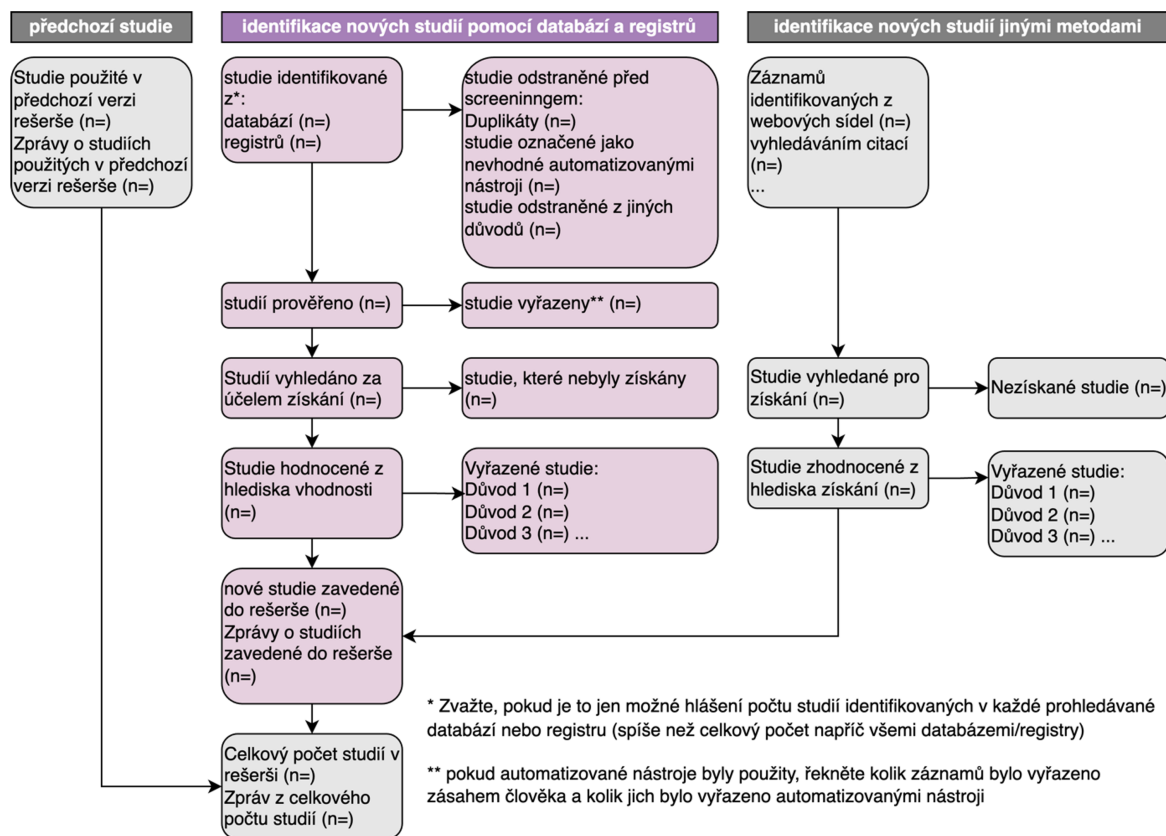 předchozí studie
identifikace nových studií pomocí databází a registrů
identifikace nových studií jinými metodami
Studie použité v
předchozí verzi
rešerše (n=)
Zprávy o studiích
použitých v předchozí
verzi rešerše (n=)
studie identifikované
z*:
databází (n=)
registrů (n=)
studie odstraněné před
screeninngem:
Duplikáty (n=)
studie označené jako
nevhodné automatizovanými
nástroji (n=)
studie odstraněné z jiných
důvodů (n=)
Záznamů
identifikovaných z
webových sídel (n=)
vyhledáváním citací
(n=)
...
studií prověřeno (n=)
studie vyřazeny** (n=)
Studií vyhledáno za
účelem získání (n=)
studie, které nebyly získány
(n=)
Studie vyhledané pro
získání (n=)
Nezískané studie (n=)
Studie hodnocené z
hlediska vhodnosti
(n=)
Vyřazené studie:
Důvod 1 (n=)
Důvod 2 (n=)
Důvod 3 (n=) ...
Studie zhodnocené z
hlediska získání (n=)
Vyřazené studie:
Důvod 1 (n=)
Důvod 2 (n=)
Důvod 3 (n=) ...
nové studie zavedené
do rešerše (n=)
Zprávy o studiích
zavedené do rešerše
(n=)
Celkový počet studií v
rešerši (n=)
Zpráv z celkového
počtu studií (n=)
* Zvažte, pokud je to jen možné hlášení počtu studií identifikovaných v každé prohledávané
databází nebo registru (spíše než celkový počet napříč všemi databázemi/registry)
** pokud automatizované nástroje byly použity, řekněte kolik záznamů bylo vyřazeno
zásahem člověka a kolik jich bylo vyřazeno automatizovanými nástroji